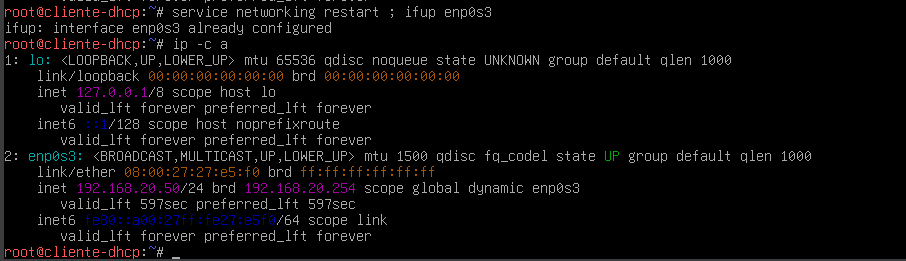 valid_lft forever preferred_lft forever
root@cliente-dhcp:~# service networking restart ; ifup enp0s3
ifup: interface enp0s3 already configured
root@cliente-dhcp:~# ip -c a
1: lo: <LOOPBACK,UP,LOWER_UP> mtu 65536 qdisc noqueue state UNKNOWN group default qlen 1000
    link/loopback 00:00:00:00:00:00 brd 00:00:00:00:00:00
    inet 127.0.0.1/8 scope host lo
       valid_lft forever preferred_lft forever
    inet6 ::1/128 scope host noprefixroute
       valid_lft forever preferred_lft forever
2: enp0s3: <BROADCAST,MULTICAST,UP,LOWER_UP> mtu 1500 qdisc fq_codel state UP group default qlen 1000
    link/ether 08:00:27:27:e5:f0 brd ff:ff:ff:ff:ff:ff
    inet 192.168.20.50/24 brd 192.168.20.254 scope global dynamic enp0s3
       valid_lft 597sec preferred_lft 597sec
    inet6 fe80::a00:27ff:fe27:e5f0/64 scope link
       valid_lft forever preferred_lft forever
root@cliente-dhcp:~# _